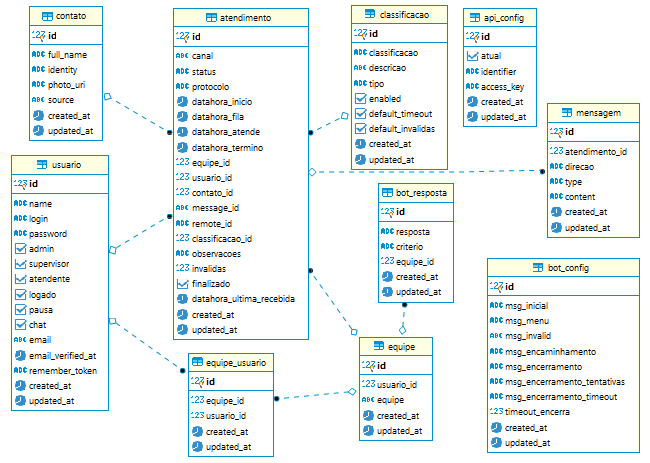 contato
123 id
ABC full_name
ABC identity
ABC photo_uri
ABC source
created_at
updated_at
atendimento
123 id
ABC canal
ABC status
ABC protocolo
datahora_inicio
datahora_fila
datahora_atende
datahora_termino
123 equipe_id
123 usuario_id
123 contato_id
ABC message_id
ABC remote_id
123 classificacao_id
ABC observacoes
123 invalidas
finalizado
datahora_ultima_recebida
created_at
updated_at
classificacao
123 id
ABC classificacao
ABC descricao
ABC tipo
enabled
default_timeout
default_invalidas
created_at
updated_at
api_config
123 id
atual
ABC identifier
ABC access_key
created_at
updated_at
mensagem
123 id
123 atendimento_id
ABC direcao
ABC type
ABC content
created_at
updated_at
usuario
123 id
ABC name
ABC login
ABC password
admin
supervisor
atendente
logado
pausa
chat
ABC email
email_verified_at
ABC remember_token
created_at
updated_at
bot_resposta
123 id
ABC resposta
ABC criterio
123 equipe_id
created_at
updated_at
bot_config
123 id
ABC msg_inicial
ABC msg_menu
ABC msg_invalid
ABC msg_encaminhamento
ABC msg_encerramento
ABC msg_encerramento_tentativas
ABC msg_encerramento_timeout
123 timeout_encerra
created_at
updated_at
equipe_usuario
123 id
123 equipe_id
123 usuario_id
created_at
updated_at
equipe
123 id
123 usuario_id
ABC equipe
created_at
updated_at